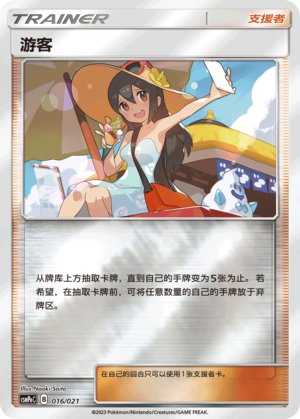 TRAINER 支援者
游客
从牌库上方抽取卡牌,直到自己的手牌变为5张为止。若
希望,在抽取卡牌前,可将任意数量的自己的手牌放于弃
牌区。
在自己的回合只可以使用1张支援者卡。
Illus. Naoki Saito
016/021
©2023 Pokémon/Nintendo/Creatures/GAME FREAK.